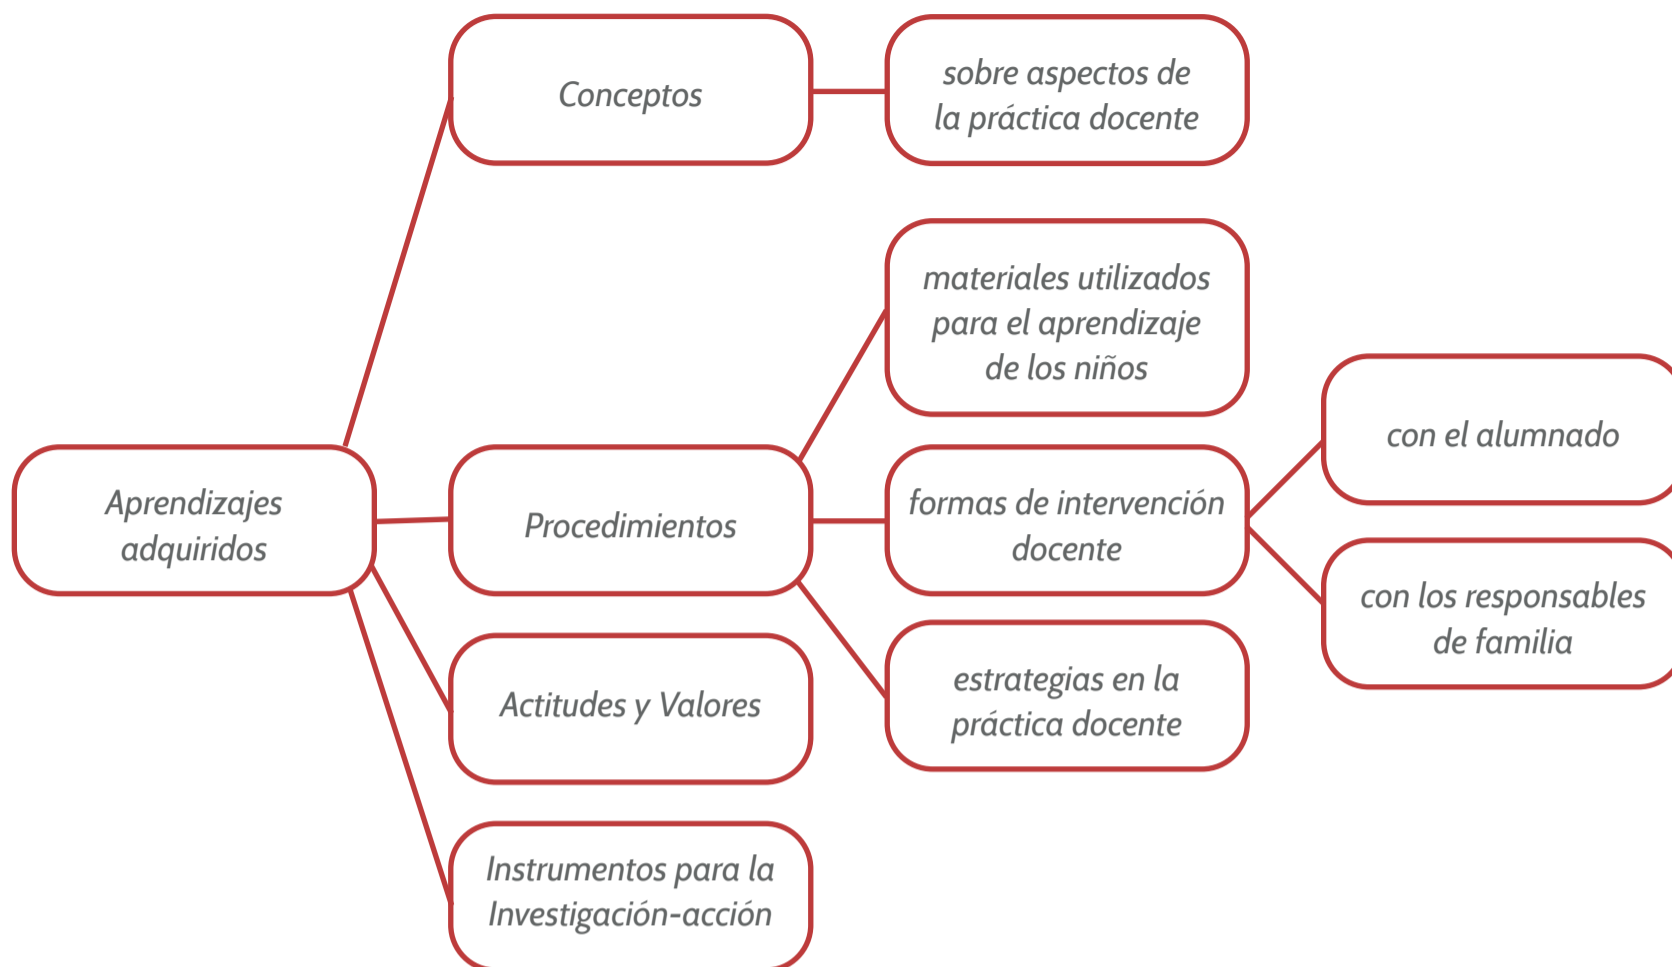 Conceptos
sobre aspectos de
la práctica docente
materiales utilizados
para el aprendizaje
de los niños
Aprendizajes
adquiridos
Procedimientos
formas de intervención
docente
con el alumnado
con los responsables
de familia
estrategias en la
práctica docente
Actitudes y Valores
Instrumentos para la
Investigación-acción